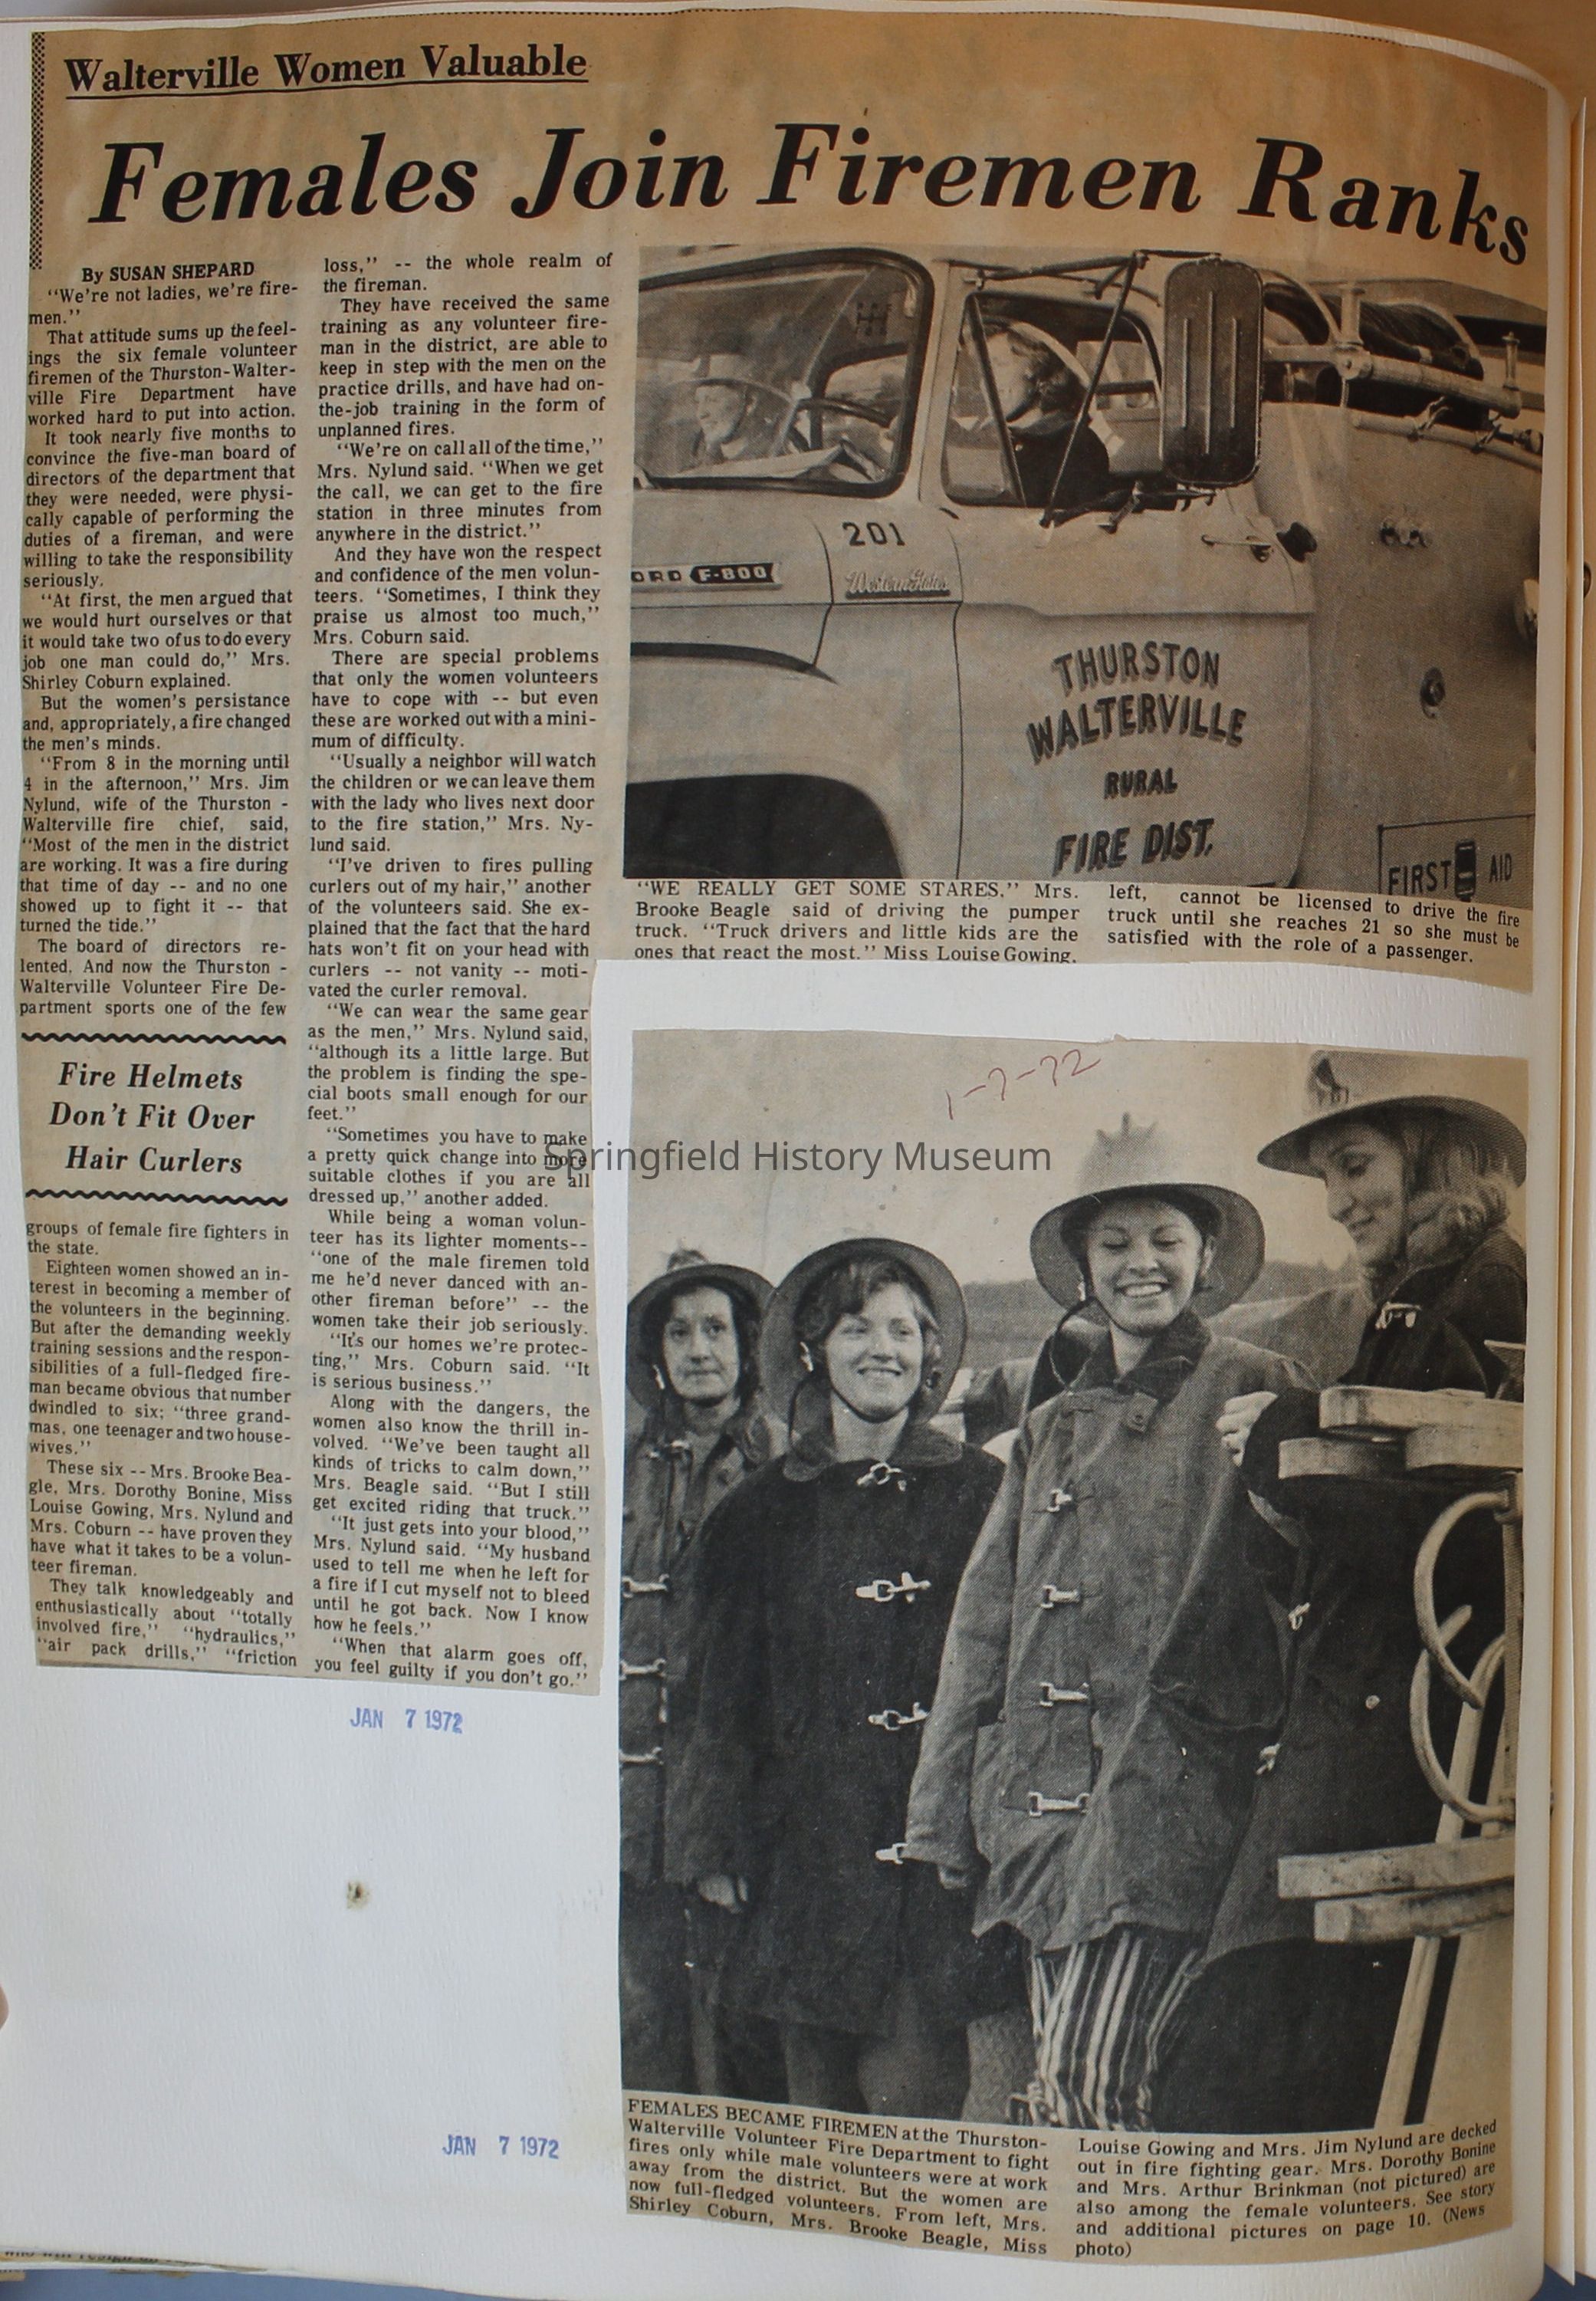 Walterville Women Valuable
Females Join Firemen Ranks
By SUSAN SHEPARD
"We're not ladies, we're fire-
men."
That attitude sums up the feel-
ings the six female volunteer
firemen of the Thurston-Walter-
ville Fire Department have
worked hard to put into action.
It took nearly five months to
convince the five-man board of
directors of the department that
they were needed, were physi-
cally capable of performing the
duties of a fireman, and were
willing to take the responsibility
seriously.
"At first, the men argued that
we would hurt ourselves or that
it would take two of us to do every
job one man could do," Mrs.
Shirley Coburn explained.
But the women's persistance
and, appropriately, a fire changed
the men's minds.
"From 8 in the morning until
4 in the afternoon," Mrs. Jim
Nylund, wife of the Thurston -
Walterville fire chief, said,
"Most of the men in the district
are working. It was a fire during
that time of day -- and no one
showed up to fight it -- that
turned the tide."
The board of directors re-
lented. And now the Thurston -
Walterville Volunteer Fire De-
partment sports one of the few
Fire Helmets
Don't Fit Over
Hair Curlers
groups of female fire fighters in
the state.
Eighteen women showed an in-
terest in becoming a member of
the volunteers in the beginning.
But after the demanding weekly
training sessions and the respon-
sibilities of a full-fledged fire-
man became obvious that number
dwindled to six; "three grand-
mas, one teenager and two house-
wives."
These six -- Mrs. Brooke Bea-
gle, Mrs. Dorothy Bonine, Miss
Louise Gowing, Mrs. Nylund and
Mrs. Coburn -- have proven they
have what it takes to be a volun-
teer fireman.
They talk knowledgeably and
enthusiastically about "totally
involved fire," "hydraulics,"
"air pack drills," "friction
loss," -- the whole realm of
the fireman.
They have received the same
training as any volunteer fire-
man in the district, are able to
keep in step with the men on the
practice drills, and have had on-
the-job training in the form of
unplanned fires.
"We're on call all of the time,"
Mrs. Nylund said. "When we get
the call, we can get to the fire
station in three minutes from
anywhere in the district."
And they have won the respect
and confidence of the men volun-
teers. "Sometimes, I think they
praise us almost too much,"
Mrs. Coburn said.
There are special problems
that only the women volunteers
have to cope with -- but even
these are worked out with a mini-
mum of difficulty.
"Usually a neighbor will watch
the children or we can leave them
with the lady who lives next door
to the fire station," Mrs. Ny-
lund said.
"I've driven to fires pulling
curlers out of my hair," another
of the volunteers said. She ex-
plained that the fact that the hard
hats won't fit on your head with
curlers -- not vanity -- moti-
vated the curler removal.
"We can wear the same gear
as the men," Mrs. Nylund said,
"although its a little large. But
the problem is finding the spe-
cial boots small enough for our
feet."
"Sometimes you have to make
a pretty quick change into more
suitable clothes if you are all
dressed up," another added.
While being a woman volun-
teer has its lighter moments--
"one of the male firemen told
me he'd never danced with an-
other fireman before" -- the
women take their job seriously.
"It's our homes we're protec-
ting," Mrs. Coburn said. "It
is serious business."
Along with the dangers, the
women also know the thrill in-
volved. "We've been taught all
kinds of tricks to calm down,"
Mrs. Beagle said. "But I still
get excited riding that truck."
"It just gets into your blood,"
Mrs. Nylund said. "My husband
used to tell me when he left for
a fire if I cut myself not to bleed
until he got back. Now I know
how he feels."
"When that alarm goes off,
you feel guilty if you don't go."
JAN 7 1972
JAN 7 1972
201
ORD F-800
Western States
THURSTON
WALTERVILLE
RURAL
FIRE DIST.
FIRST AID
"WE REALLY GET SOME STARES," Mrs.
Brooke Beagle said of driving the pumper
truck. "Truck drivers and little kids are the
ones that react the most." Miss Louise Gowing,
left, cannot be licensed to drive the fire
truck until she reaches 21 so she must be
satisfied with the role of a passenger.
1-7-72
Springfield History Museum
FEMALES BECAME FIREMEN at the Thurston-
Walterville Volunteer Fire Department to fight
fires only while male volunteers were at work
away from the district. But the women are
now full-fledged volunteers. From left, Mrs.
Shirley Coburn, Mrs. Brooke Beagle, Miss
Louise Gowing and Mrs. Jim Nylund are decked
out in fire fighting gear. Mrs. Dorothy Bonine
and Mrs. Arthur Brinkman (not pictured) are
also among the female volunteers. See story
and additional pictures on page 10. (News
photo)